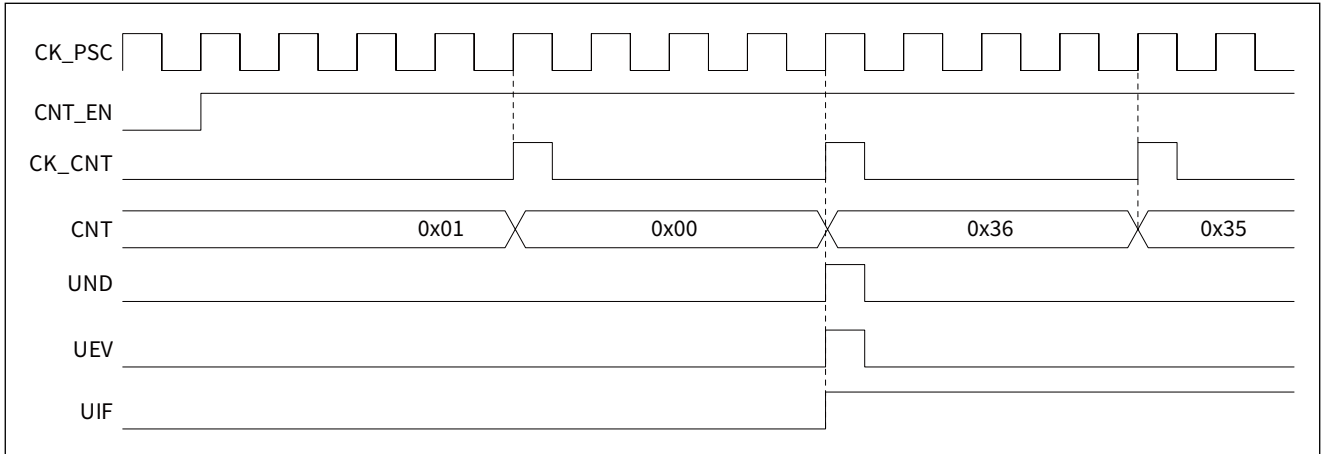 CK_PSC
CNT_EN
CK_CNT
CNT 0x01 0x00 0x36 0x35
UND
UEV
UIF